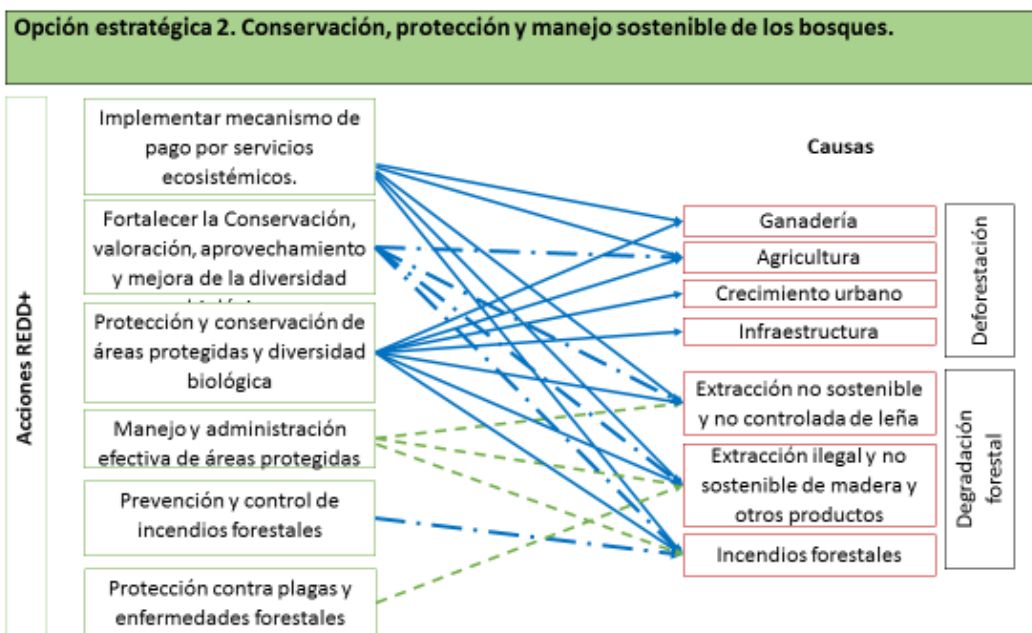 Opción estratégica 2. Conservación, protección y manejo sostenible de los bosques.
Acciones REDD+
Implementar mecanismo de
pago por servicios
ecosistémicos.
Fortalecer la Conservación,
valoración, aprovechamiento
y mejora de la diversidad
Protección y conservación de
áreas protegidas y diversidad
biológica
Manejo y administración
efectiva de áreas protegidas
Prevención y control de
incendios forestales
Protección contra plagas y
enfermedades forestales
Causas
Ganadería
Agricultura
Crecimiento urbano
Infraestructura
Extracción no sostenible
y no controlada de leña
Extracción ilegal y no
sostenible de madera y
otros productos
Incendios forestales
Deforestación
Degradación
forestal